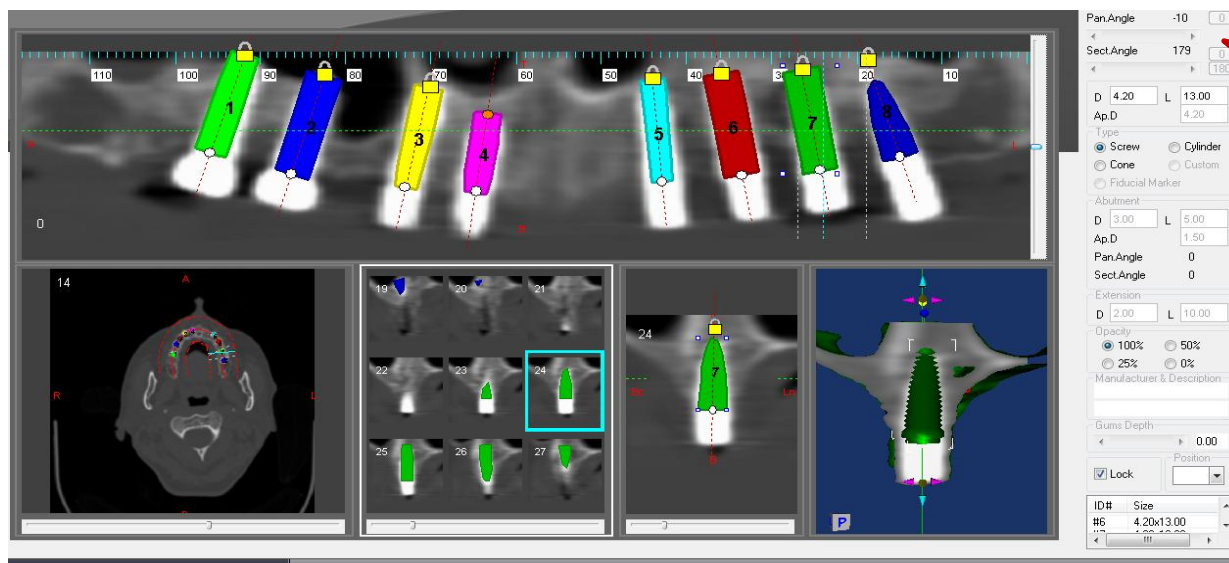 Pan.Angle -10 0
Sect.Angle 179 0
180
D 4.20 L 13.00
Ap.D 4.20
Type
Screw Cylinder
Cone Custom
Fiducial Marker
Abutment
D 3.00 L 5.00
Ap.D 1.50
Pan.Angle 0
Sect.Angle 0
Extension
D 2.00 L 10.00
Opacity
100% 50%
25% 0%
Manufacturer & Description
Gums Depth
0.00
Lock Position
ID# Size
#6 4.20x13.00
110 100 90 80 70 50 40 30 20 10
1 2 3 4 5 6 7 8
L
0
14
A
R L
19 20 21
22 23 24
25 26 27
24
7
B
P